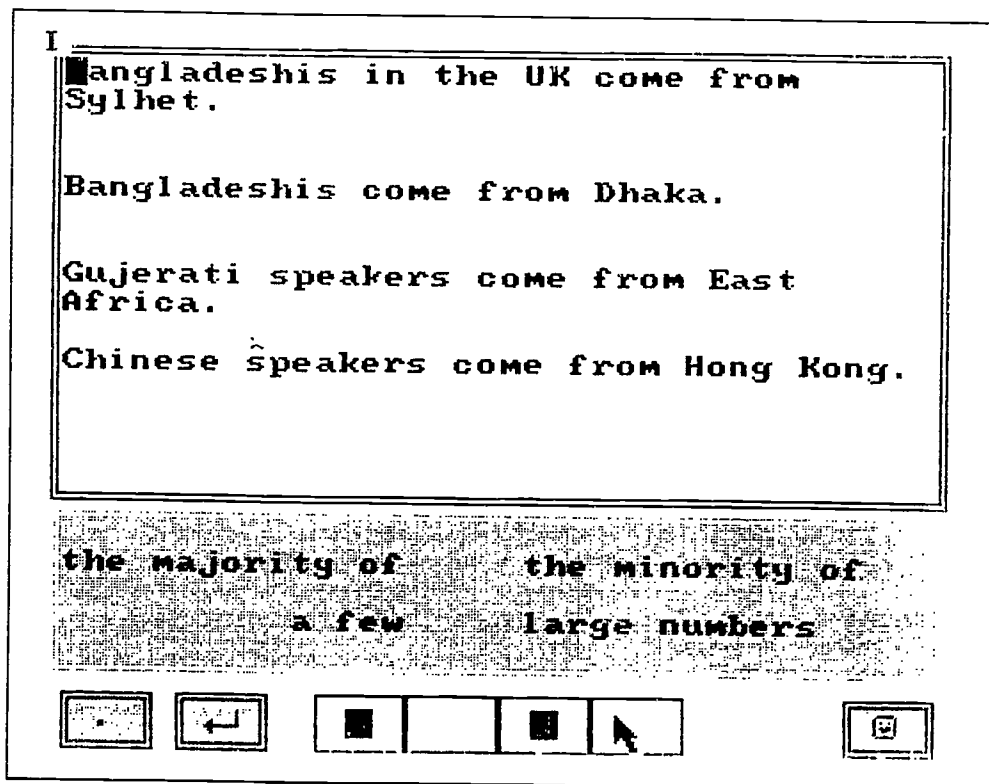 I
Bangladeshis in the UK come from
Sylhet.
Bangladeshis come from Dhaka.
Gujerati speakers come from East
Africa.
Chinese speakers come from Hong Kong.
the majority of the minority of
a few large numbers
.